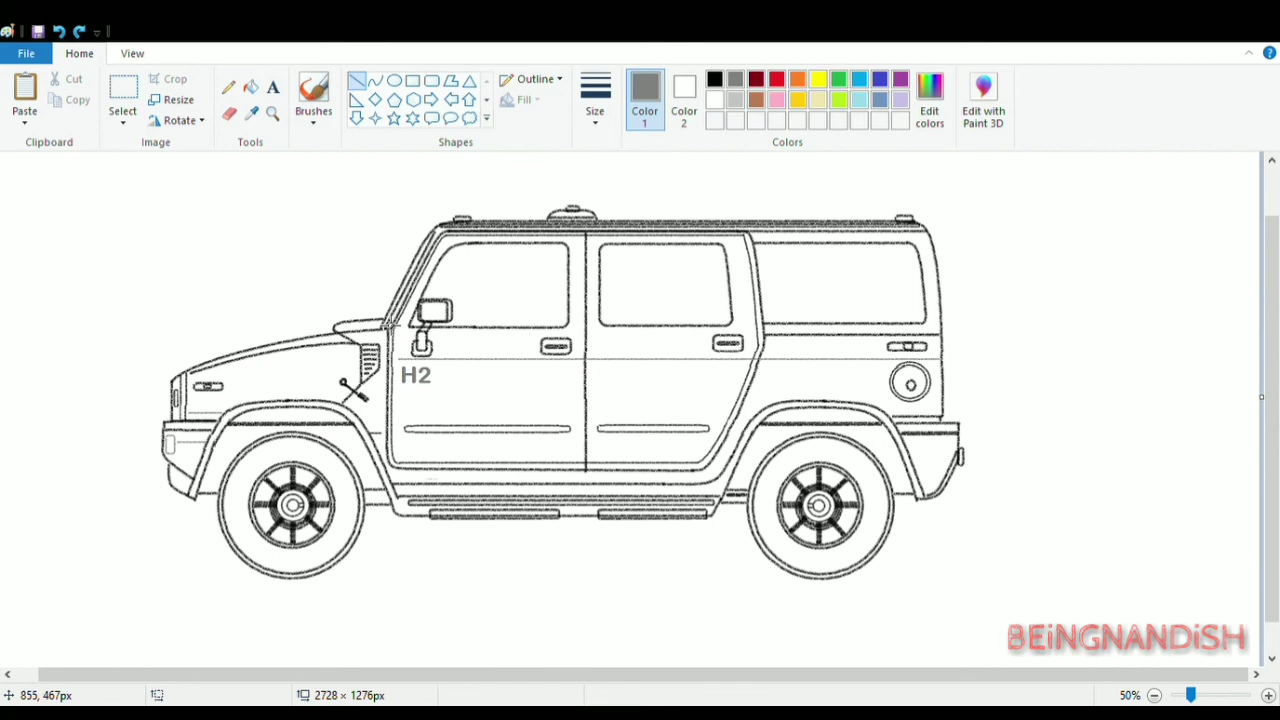 File Home View
Paste
Cut
Copy
Clipboard
Select
Crop
Resize
Rotate
Image
Tools
Brushes
Shapes
Outline
Fill
Size
Color 1
Color 2
Edit colors
Edit with Paint 3D
Colors
H2
BEiNGNANDiSH
855, 467px
2728 × 1276px
50%